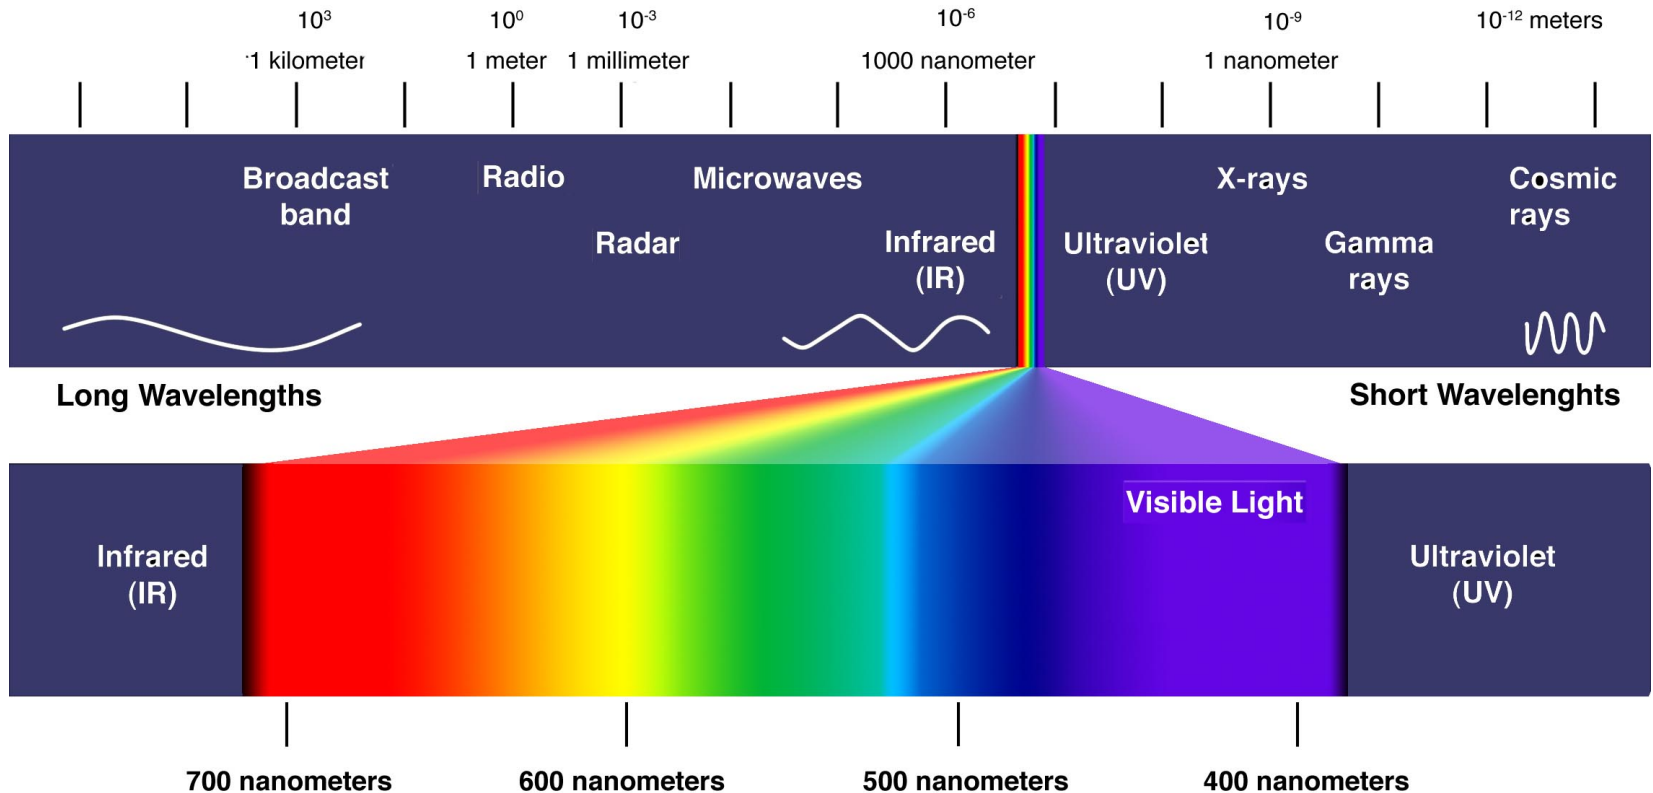 10³ 10⁰ 10⁻³ 10⁻⁶ 10⁻⁹ 10⁻¹² meters
1 kilometer 1 meter 1 millimeter 1000 nanometer 1 nanometer
Broadcast
band
Radio
Radar
Microwaves
Infrared
(IR)
Ultraviolet
(UV)
X-rays
Gamma
rays
Cosmic
rays
Long Wavelengths
Short Wavelenghts
Infrared
(IR)
Visible Light
Ultraviolet
(UV)
700 nanometers 600 nanometers 500 nanometers 400 nanometers